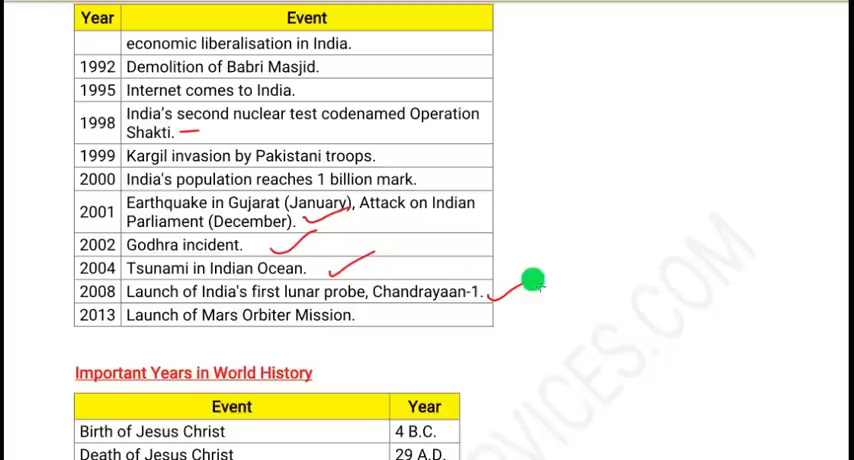 Year Event
economic liberalisation in India.
1992 Demolition of Babri Masjid.
1995 Internet comes to India.
1998 India's second nuclear test codenamed Operation
Shakti.
1999 Kargil invasion by Pakistani troops.
2000 India's population reaches 1 billion mark.
2001 Earthquake in Gujarat (January), Attack on Indian
Parliament (December).
2002 Godhra incident.
2004 Tsunami in Indian Ocean.
2008 Launch of India's first lunar probe, Chandrayaan-1.
2013 Launch of Mars Orbiter Mission.
Important Years in World History
Event Year
Birth of Jesus Christ 4 B.C.
Death of Jesus Christ 29 A.D.
VICES.COM